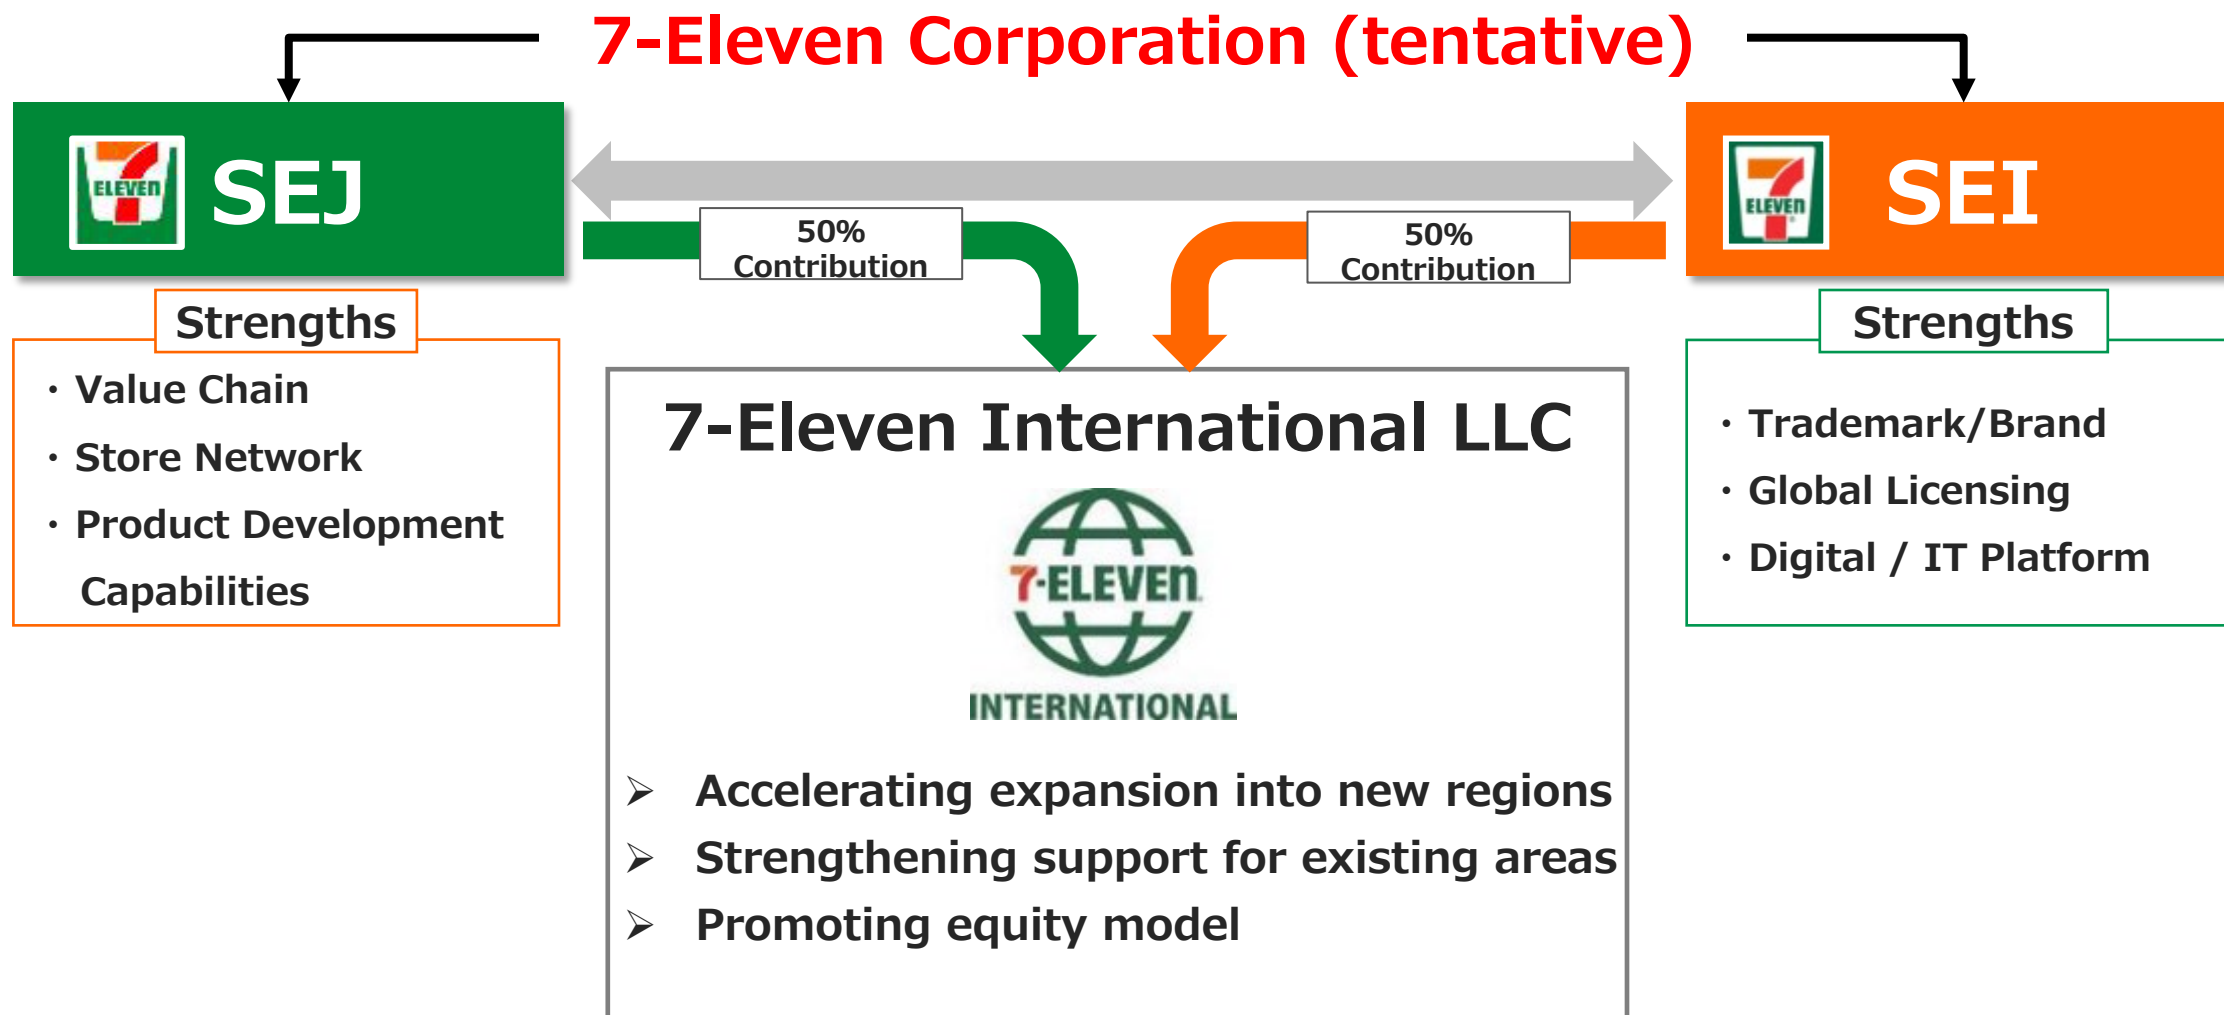 7-Eleven Corporation (tentative)
ELEVEN
SEJ
ELEVEN
SEI
50%
Contribution
50%
Contribution
Strengths
・Value Chain
・Store Network
・Product Development
Capabilities
Strengths
・Trademark/Brand
・Global Licensing
・Digital / IT Platform
7-Eleven International LLC
7-ELEVEn
INTERNATIONAL
➢ Accelerating expansion into new regions
➢ Strengthening support for existing areas
➢ Promoting equity model